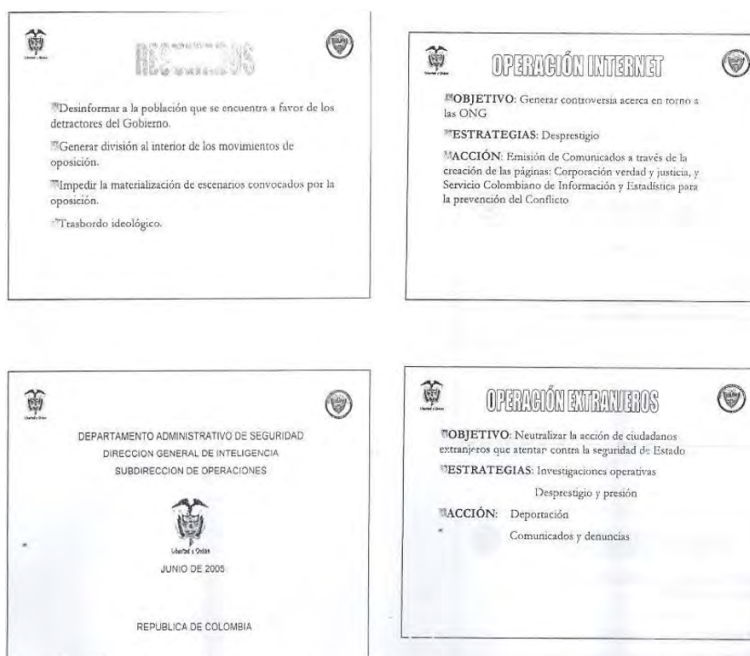 Desinformar a la población que se encuentra a favor de los
detractores del Gobierno.
Generar división al interior de los movimientos de
oposición.
Impedir la materialización de escenarios convocados por la
oposición.
Trasbordo ideológico.
OPERACIÓN INTERNET
OBJETIVO: Generar controversia acerca en torno a
las ONG
ESTRATEGIAS: Desprestigio
ACCIÓN: Emisión de Comunicados a través de la
creación de las páginas: Corporación verdad y justicia, y
Servicio Colombiano de Información y Estadística para
la prevención del Conflicto
DEPARTAMENTO ADMINISTRATIVO DE SEGURIDAD
DIRECCION GENERAL DE INTELIGENCIA
SUBDIRECCION DE OPERACIONES
Libertad y Orden
JUNIO DE 2005
REPUBLICA DE COLOMBIA
OPERACIÓN EXTRANJEROS
OBJETIVO: Neutralizar la acción de ciudadanos
extranjeros que atentar contra la seguridad de Estado
ESTRATEGIAS: Investigaciones operativas
Desprestigio y presión
ACCIÓN: Deportación
Comunicados y denuncias